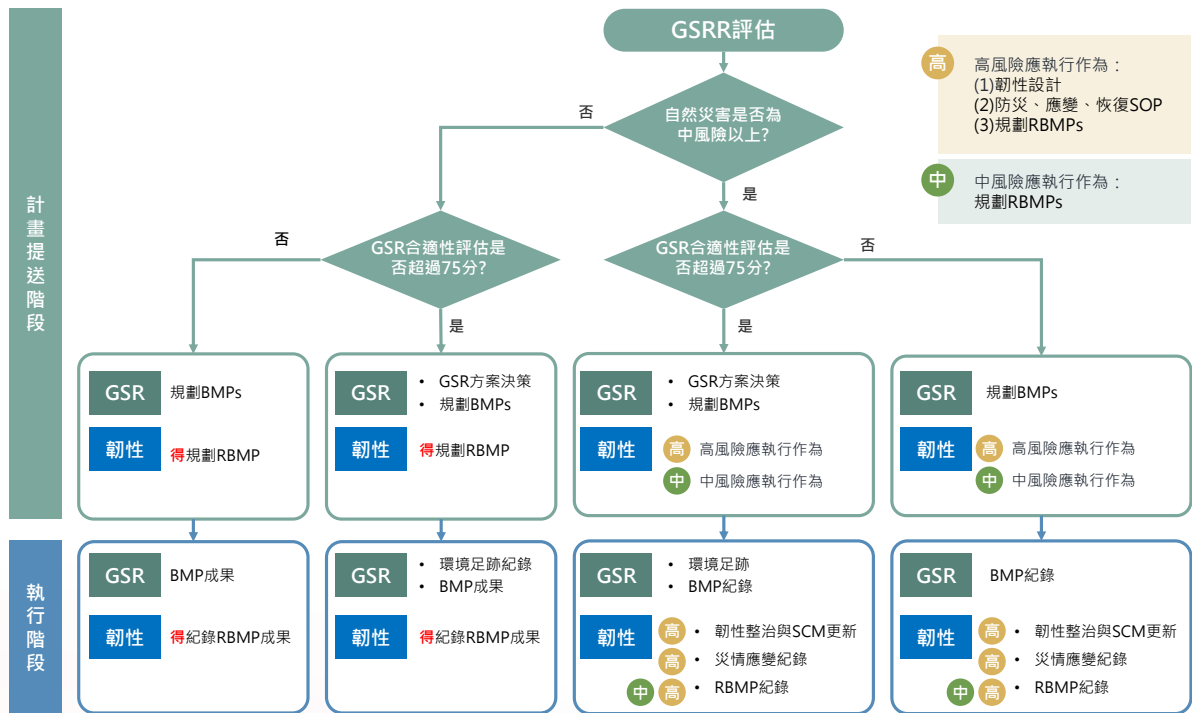 GSRR評估
高
高風險應執行作為：
(1)韌性設計
(2)防災、應變、恢復SOP
(3)規劃RBMPs
中
中風險應執行作為：
規劃RBMPs
計畫提送階段
否
自然災害是否為
中風險以上?
是
否
GSR合適性評估是
否超過75分?
是
GSR合適性評估是
否超過75分?
否
是
GSR
規劃BMPs
韌性
得規劃RBMP
GSR
• GSR方案決策
• 規劃BMPs
韌性
得規劃RBMP
GSR
• GSR方案決策
• 規劃BMPs
韌性
高 高風險應執行作為
中 中風險應執行作為
GSR
規劃BMPs
韌性
高 高風險應執行作為
中 中風險應執行作為
執行階段
GSR
BMP成果
韌性
得紀錄RBMP成果
GSR
• 環境足跡紀錄
• BMP成果
韌性
得紀錄RBMP成果
GSR
• 環境足跡
• BMP紀錄
韌性
高 • 韌性整治與SCM更新
高 • 災情應變紀錄
中 高 • RBMP紀錄
GSR
BMP紀錄
韌性
高 • 韌性整治與SCM更新
高 • 災情應變紀錄
中 高 • RBMP紀錄